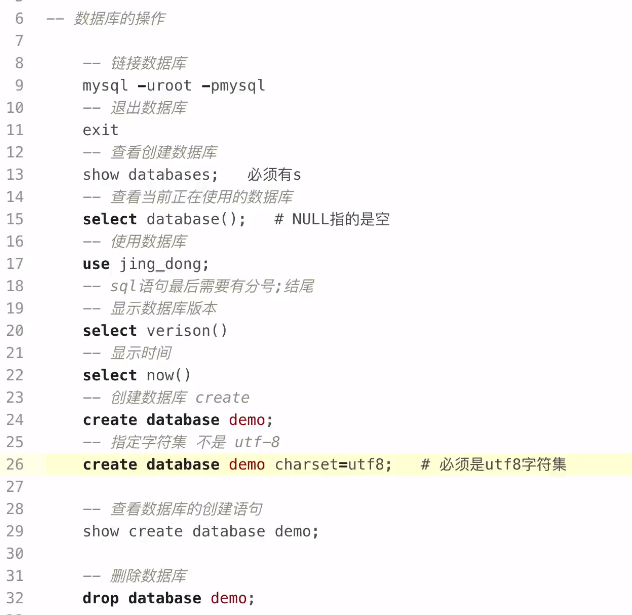 6 -- 数据库的操作
7
8 -- 链接数据库
9 mysql -uroot -pmysql
10 -- 退出数据库
11 exit
12 -- 查看创建数据库
13 show databases; 必须有s
14 -- 查看当前正在使用的数据库
15 select database(); # NULL指的是空
16 -- 使用数据库
17 use jing_dong;
18 -- sql语句最后需要有分号;结尾
19 -- 显示数据库版本
20 select verison()
21 -- 显示时间
22 select now()
23 -- 创建数据库 create
24 create database demo;
25 -- 指定字符集 不是 utf-8
26 create database demo charset=utf8; # 必须是utf8字符集
27
28 -- 查看数据库的创建语句
29 show create database demo;
30
31 -- 删除数据库
32 drop database demo;